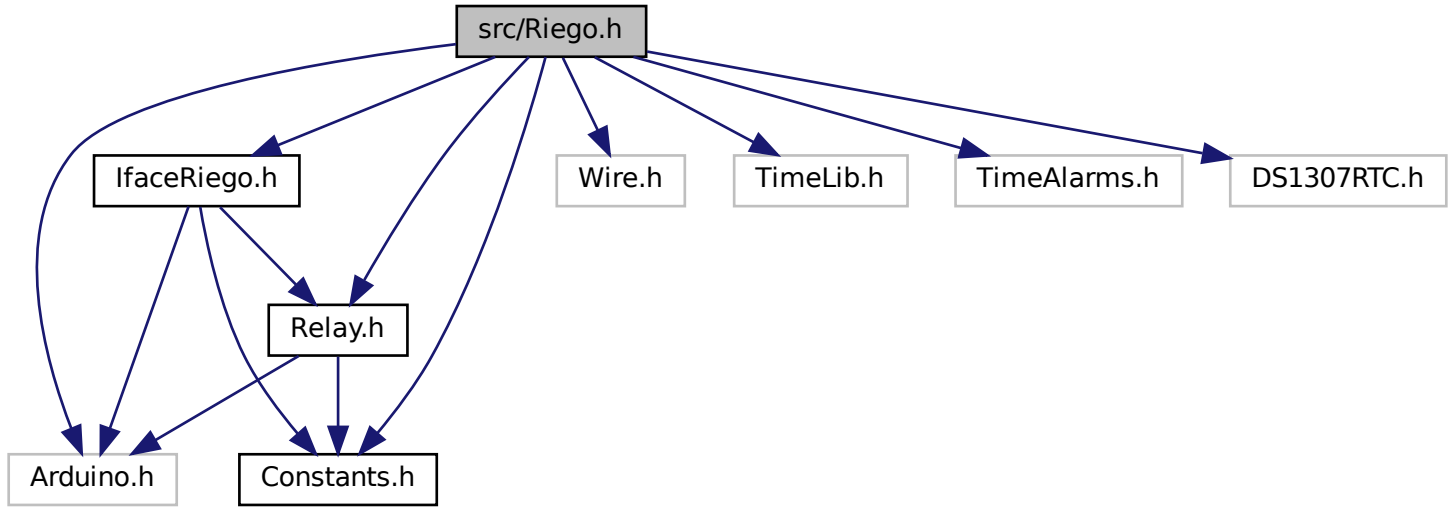 src/Riego.h
IfaceRiego.h
Wire.h
TimeLib.h
TimeAlarms.h
DS1307RTC.h
Relay.h
Arduino.h
Constants.h